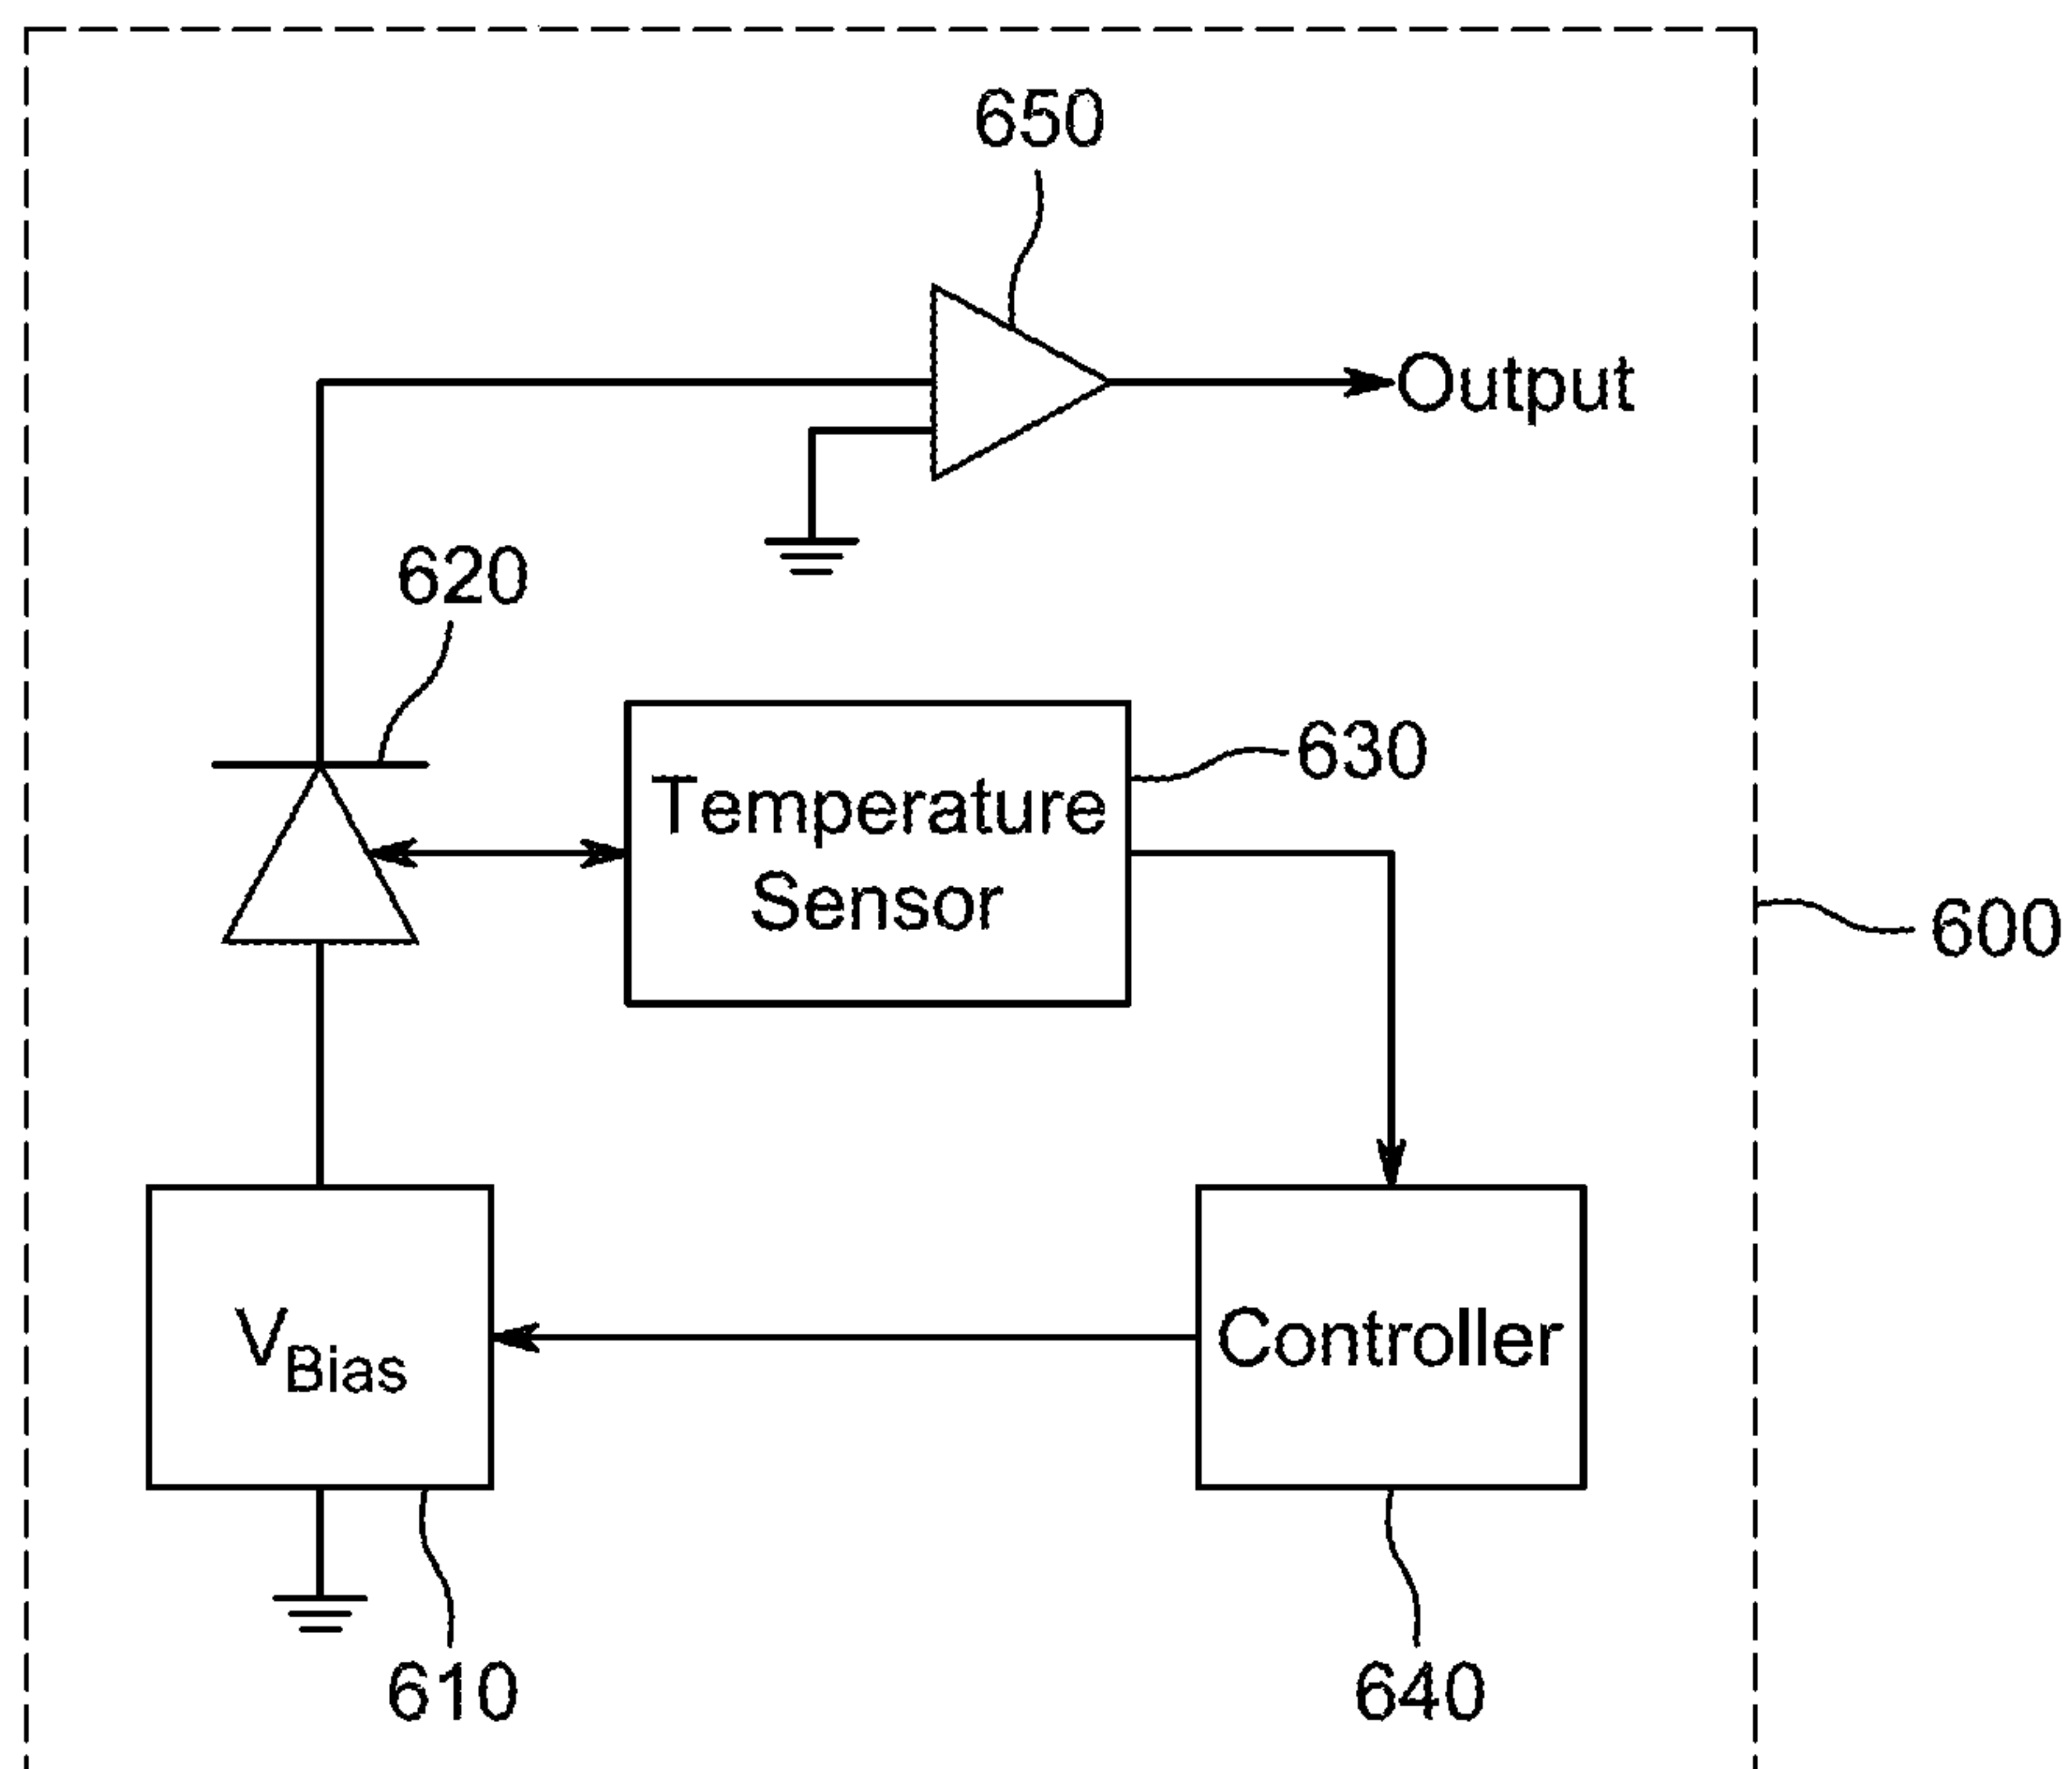 650
Output
620
630
Temperature
Sensor
600
VBias
Controller
610
640